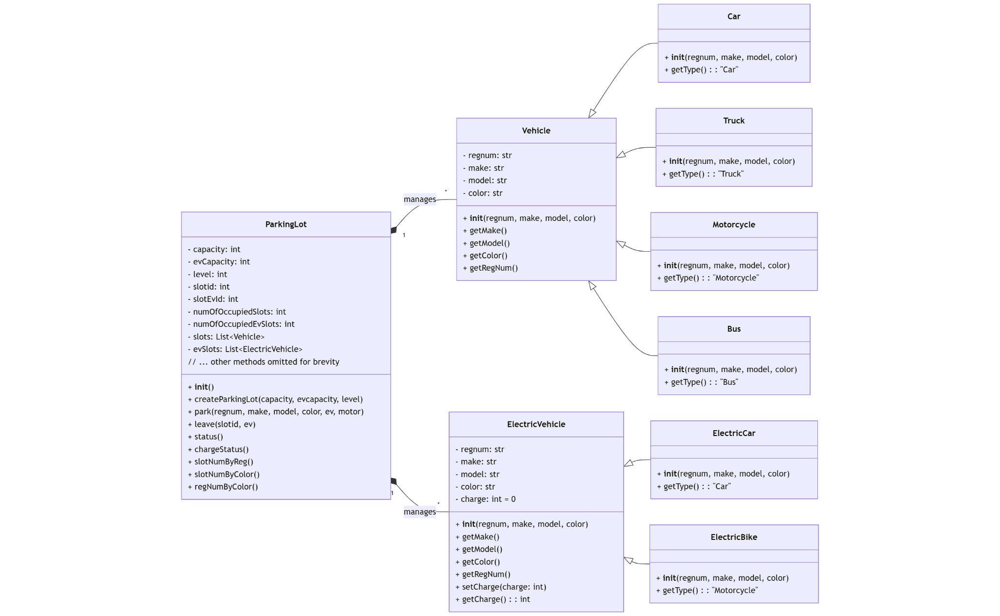 ParkingLot
- capacity: int
- evCapacity: int
- level: int
- slotid: int
- slotEvId: int
- numOfOccupiedSlots: int
- numOfOccupiedEvSlots: int
- slots: List<Vehicle>
- evSlots: List<ElectricVehicle>
// ... other methods omitted for brevity
+ init()
+ createParkingLot(capacity, evcapacity, level)
+ park(regnum, make, model, color, ev, motor)
+ leave(slotid, ev)
+ status()
+ chargeStatus()
+ slotNumByReg()
+ slotNumByColor()
+ regNumByColor()
1
manages
*
1
manages
*
Vehicle
- regnum: str
- make: str
- model: str
- color: str
+ init(regnum, make, model, color)
+ getMake()
+ getModel()
+ getColor()
+ getRegNum()
ElectricVehicle
- regnum: str
- make: str
- model: str
- color: str
- charge: int = 0
+ init(regnum, make, model, color)
+ getMake()
+ getModel()
+ getColor()
+ getRegNum()
+ setCharge(charge: int)
+ getCharge() : : int
Car
+ init(regnum, make, model, color)
+ getType() : : "Car"
Truck
+ init(regnum, make, model, color)
+ getType() : : "Truck"
Motorcycle
+ init(regnum, make, model, color)
+ getType() : : "Motorcycle"
Bus
+ init(regnum, make, model, color)
+ getType() : : "Bus"
ElectricCar
+ init(regnum, make, model, color)
+ getType() : : "Car"
ElectricBike
+ init(regnum, make, model, color)
+ getType() : : "Motorcycle"